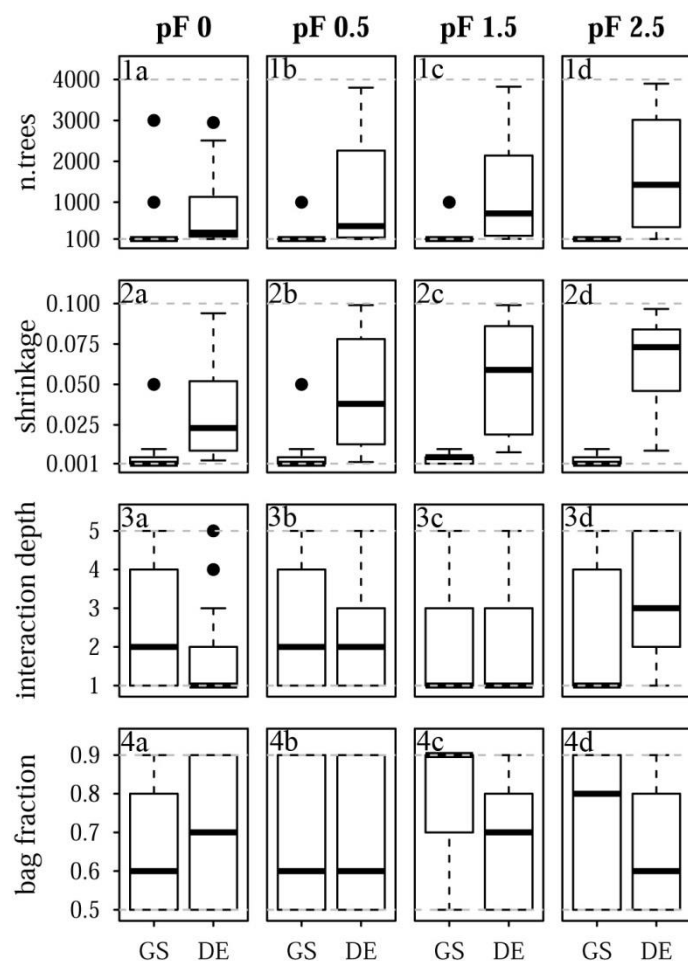 pF 0 pF 0.5 pF 1.5 pF 2.5
1a 1b 1c 1d
4000
3000
2000
1000
100
n.trees
2a 2b 2c 2d
0.100
0.075
0.050
0.025
0.001
shrinkage
3a 3b 3c 3d
5
4
3
2
1
interaction depth
4a 4b 4c 4d
0.9
0.8
0.7
0.6
0.5
bag fraction
GS DE GS DE GS DE GS DE